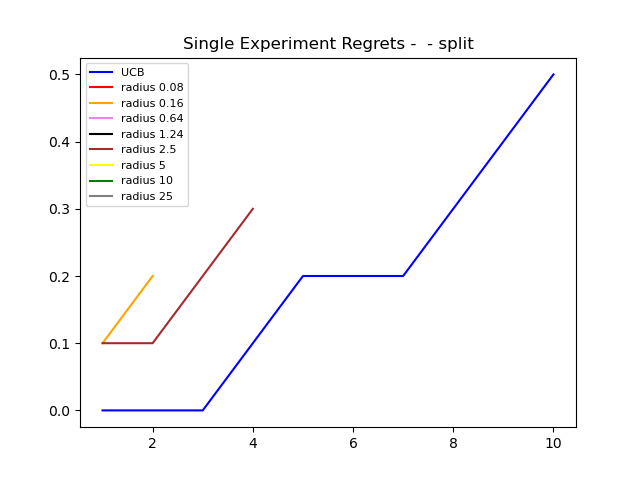 Single Experiment Regrets -  - split
UCB
radius 0.08
radius 0.16
radius 0.64
radius 1.24
radius 2.5
radius 5
radius 10
radius 25
0.5
0.4
0.3
0.2
0.1
0.0
2 4 6 8 10